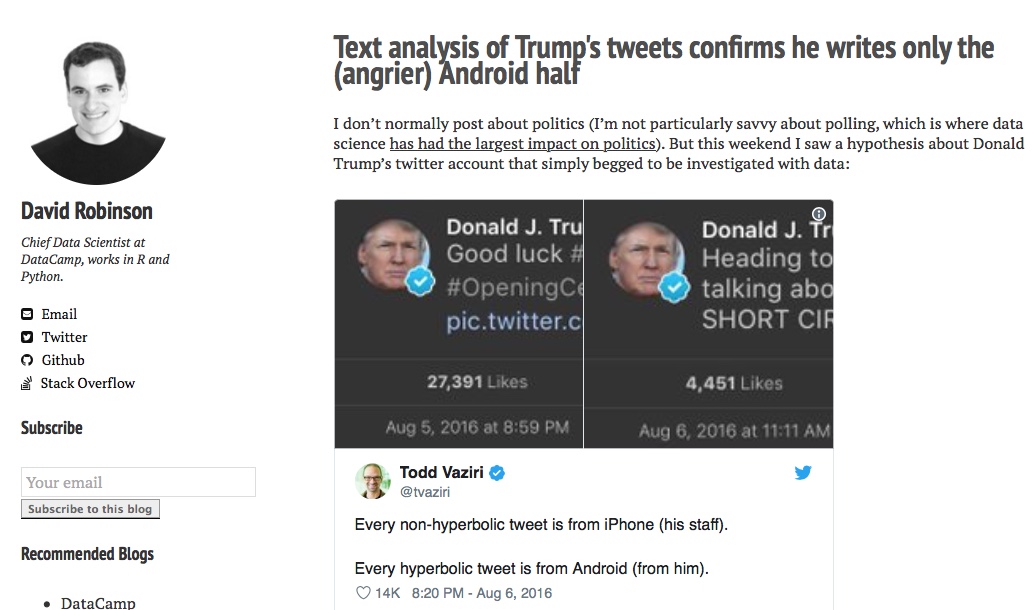 Text analysis of Trump's tweets confirms he writes only the
(angrier) Android half
I don't normally post about politics (I'm not particularly savvy about polling, which is where data
science has had the largest impact on politics). But this weekend I saw a hypothesis about Donald
Trump's twitter account that simply begged to be investigated with data:
David Robinson
Chief Data Scientist at
DataCamp, works in R and
Python.
Email
Twitter
Github
Stack Overflow
Subscribe
Your email
Subscribe to this blog
Recommended Blogs
DataCamp
Donald J. Tru
Good luck #
#OpeningCe
pic.twitter.c
27,391 Likes
Aug 5, 2016 at 8:59 PM
Donald J. Tr
Heading to
talking abo
SHORT CIR
4,451 Likes
Aug 6, 2016 at 11:11 AM
Todd Vaziri
@tvaziri
Every non-hyperbolic tweet is from iPhone (his staff).
Every hyperbolic tweet is from Android (from him).
14K 8:20 PM - Aug 6, 2016